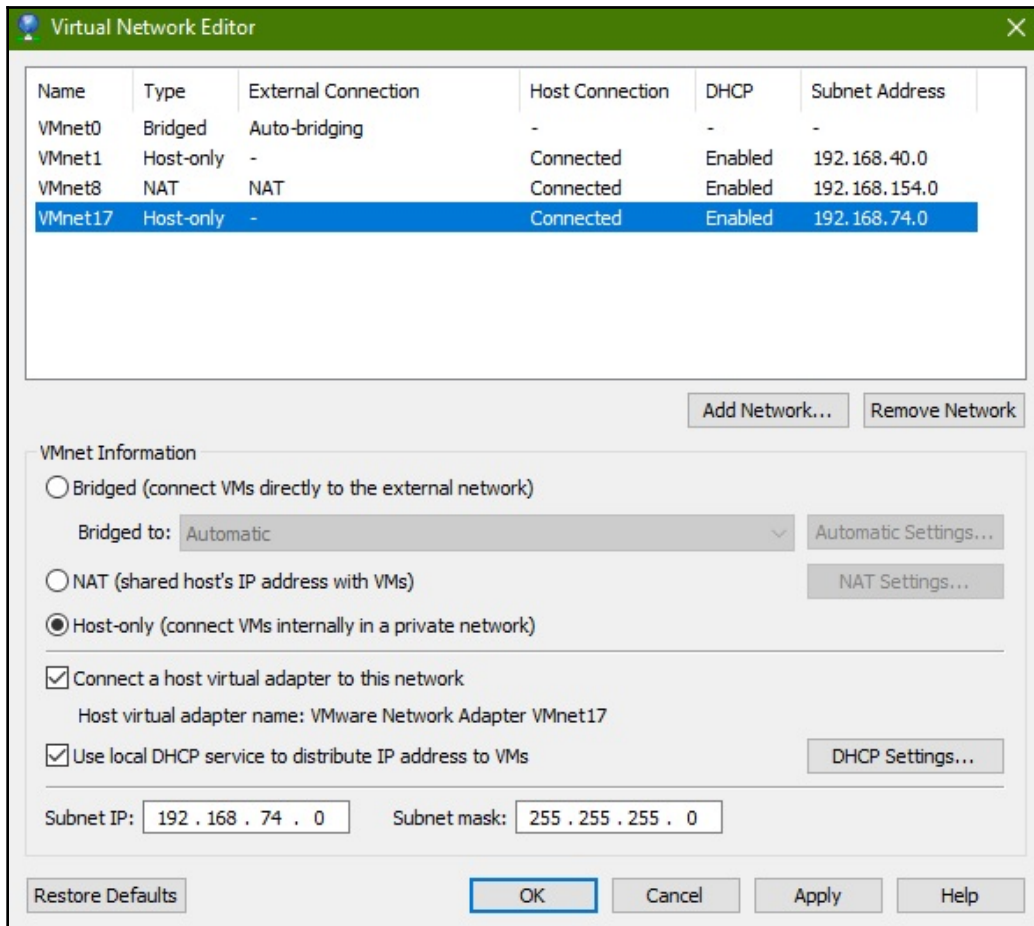 Virtual Network Editor
Name Type External Connection Host Connection DHCP Subnet Address
VMnet0 Bridged Auto-bridging - - -
VMnet1 Host-only - Connected Enabled 192.168.40.0
VMnet8 NAT NAT Connected Enabled 192.168.154.0
VMnet17 Host-only - Connected Enabled 192.168.74.0
Add Network... Remove Network
VMnet Information
Bridged (connect VMs directly to the external network)
Bridged to: Automatic Automatic Settings...
NAT (shared host's IP address with VMs) NAT Settings...
Host-only (connect VMs internally in a private network)
Connect a host virtual adapter to this network
Host virtual adapter name: VMware Network Adapter VMnet17
Use local DHCP service to distribute IP address to VMs DHCP Settings...
Subnet IP: 192 . 168 . 74 . 0 Subnet mask: 255 . 255 . 255 . 0
Restore Defaults OK Cancel Apply Help